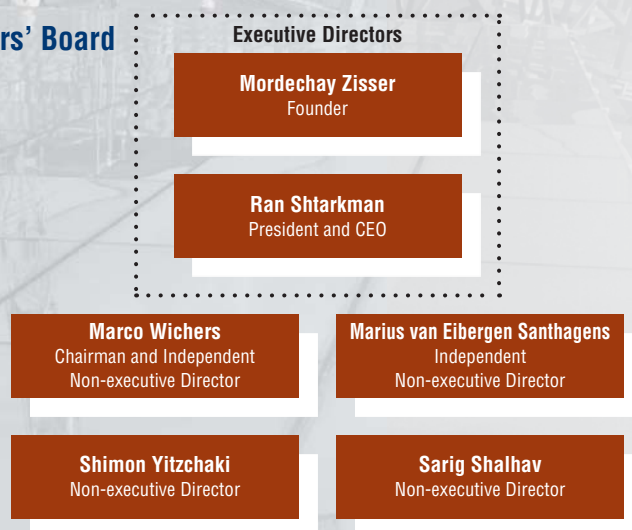 rs’ Board
Executive Directors
Mordechay Zisser
Founder
Ran Shtarkman
President and CEO
Marco Wichers
Chairman and Independent
Non-executive Director
Marius van Eibergen Santhagens
Independent
Non-executive Director
Shimon Yitzchaki
Non-executive Director
Sarig Shalhav
Non-executive Director